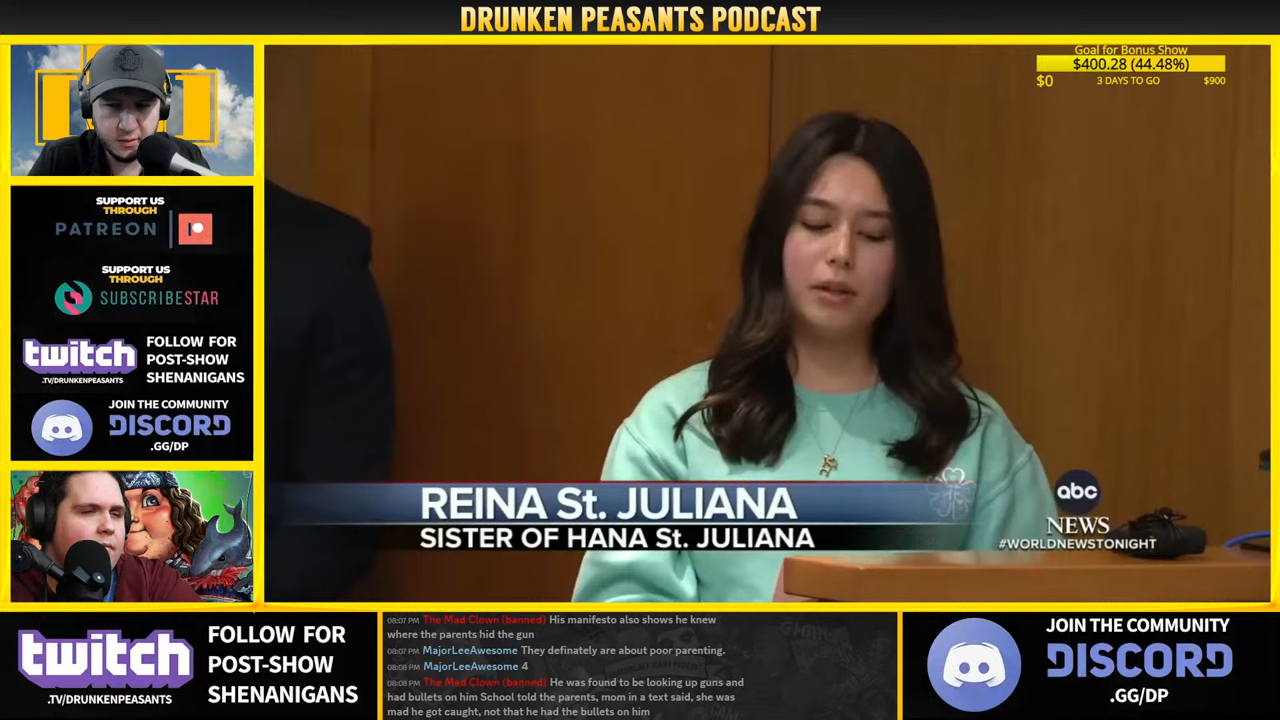 DRUNKEN PEASANTS PODCAST
Goal for Bonus Show
$400.28 (44.48%)
$0
3 DAYS TO GO
$900
SUPPORT US
THROUGH
PATREON
SUPPORT US
THROUGH
SUBSCRIBESTAR
twitch
.TV/DRUNKENPEASANTS
FOLLOW FOR
POST-SHOW
SHENANIGANS
JOIN THE COMMUNITY
DISCORD
.GG/DP
REINA St. JULIANA
SISTER OF HANA St. JULIANA
abc
NEWS
#WORLDNEWSTONIGHT
twitch
.TV/DRUNKENPEASANTS
FOLLOW FOR
POST-SHOW
SHENANIGANS
08:07 PM The Mad Clown (banned) His manifesto also shows he knew
where the parents hid the gun
08:07 PM MajorLeeAwesome They definately are about poor parenting.
08:08 PM MajorLeeAwesome 4
08:08 PM The Mad Clown (banned) He was found to be looking up guns and
had bullets on him School told the parents, mom in a text said, she was
mad he got caught, not that he had the bullets on him
JOIN THE COMMUNITY
DISCORD
.GG/DP